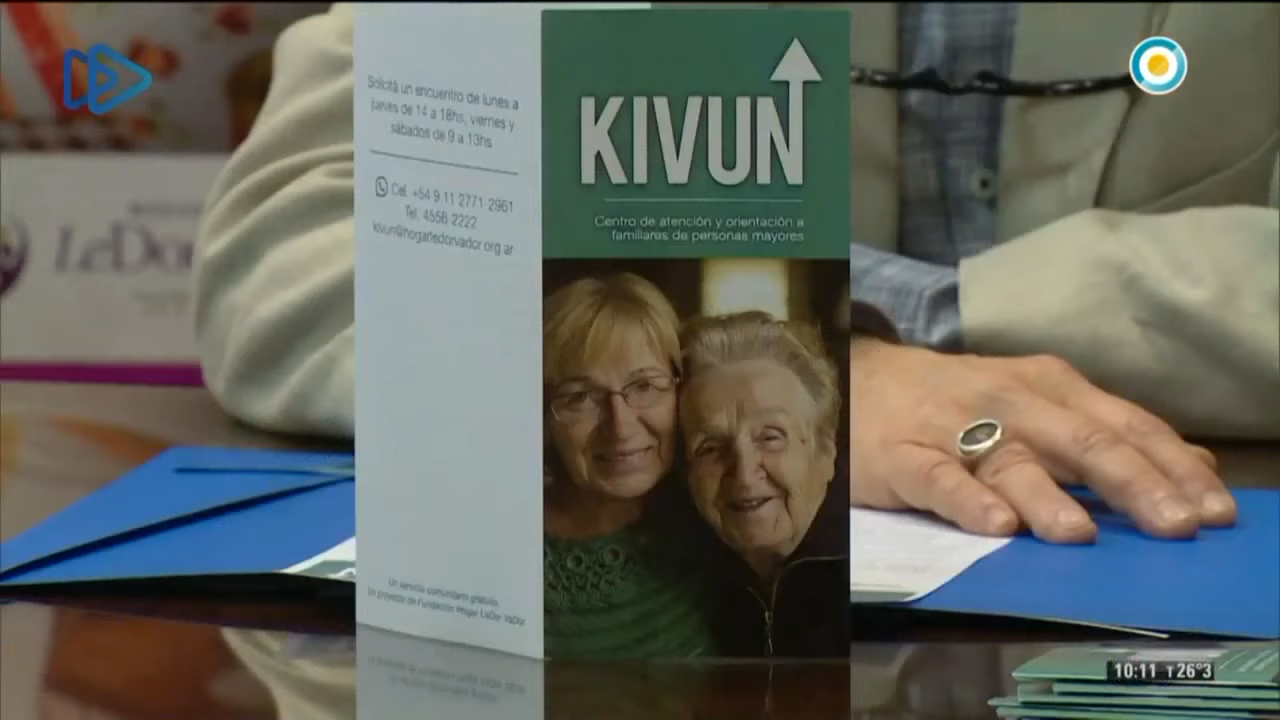 Solicitá un encuentro de lunes a
jueves de 14 a 18hs, viernes y
sábados de 9 a 13hs
Cel. +54 9 11 2771 2961
Tel. 4556 2222
kivun@hogarledorvador.org.ar
Un servicio comunitario gratuito.
Un proyecto de Fundación Hogar LeDor VaDor
KIVUN
Centro de atención y orientación a
familiares de personas mayores
LeDor
10:11 T 26°3